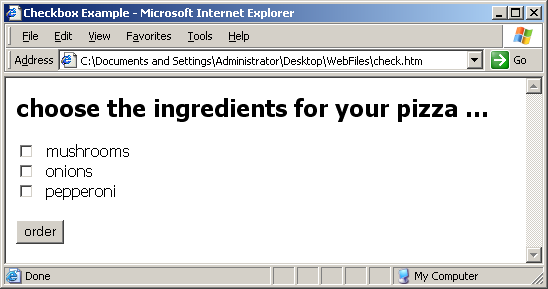 Checkbox Example - Microsoft Internet Explorer
File Edit View Favorites Tools Help
Address C:\Documents and Settings\Administrator\Desktop\WebFiles\check.htm Go
choose the ingredients for your pizza ...
mushrooms
onions
pepperoni
order
Done My Computer